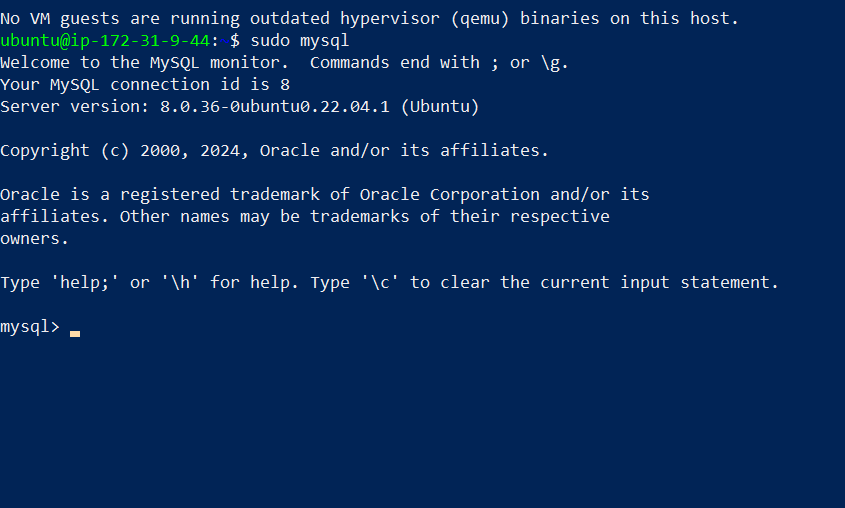 No VM guests are running outdated hypervisor (qemu) binaries on this host.
ubuntu@ip-172-31-9-44: $ sudo mysql
Welcome to the MySQL monitor.  Commands end with ; or \g.
Your MySQL connection id is 8
Server version: 8.0.36-0ubuntu0.22.04.1 (Ubuntu)

Copyright (c) 2000, 2024, Oracle and/or its affiliates.

Oracle is a registered trademark of Oracle Corporation and/or its
affiliates. Other names may be trademarks of their respective
owners.

Type 'help;' or '\h' for help. Type '\c' to clear the current input statement.

mysql>